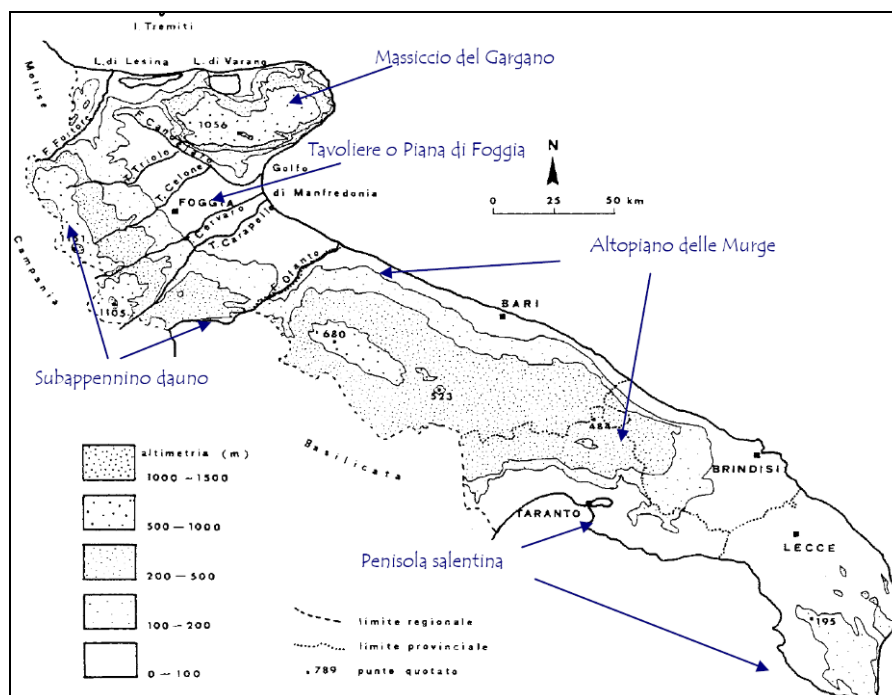 I Tremiti
L. di Lesina
L. di Varano
Massiccio del Gargano
Molise
F. Fortore
1056
F. Candelaro
T. Triolo
T. Celone
Tavoliere o Piana di Foggia
Golfo
di Manfredonia
FOGGIA
T. Cervaro
T. Carapelle
N
0 25 50 km
Campania
1105
F. Ofanto
Altopiano delle Murge
BARI
680
Subappennino dauno
523
484
Basilicata
BRINDISI
TARANTO
LECCE
Penisola salentina
195
altimetria (m)
1000 - 1500
500 - 1000
200 - 500
100 - 200
0 - 100
limite regionale
limite provinciale
.789 punto quotato